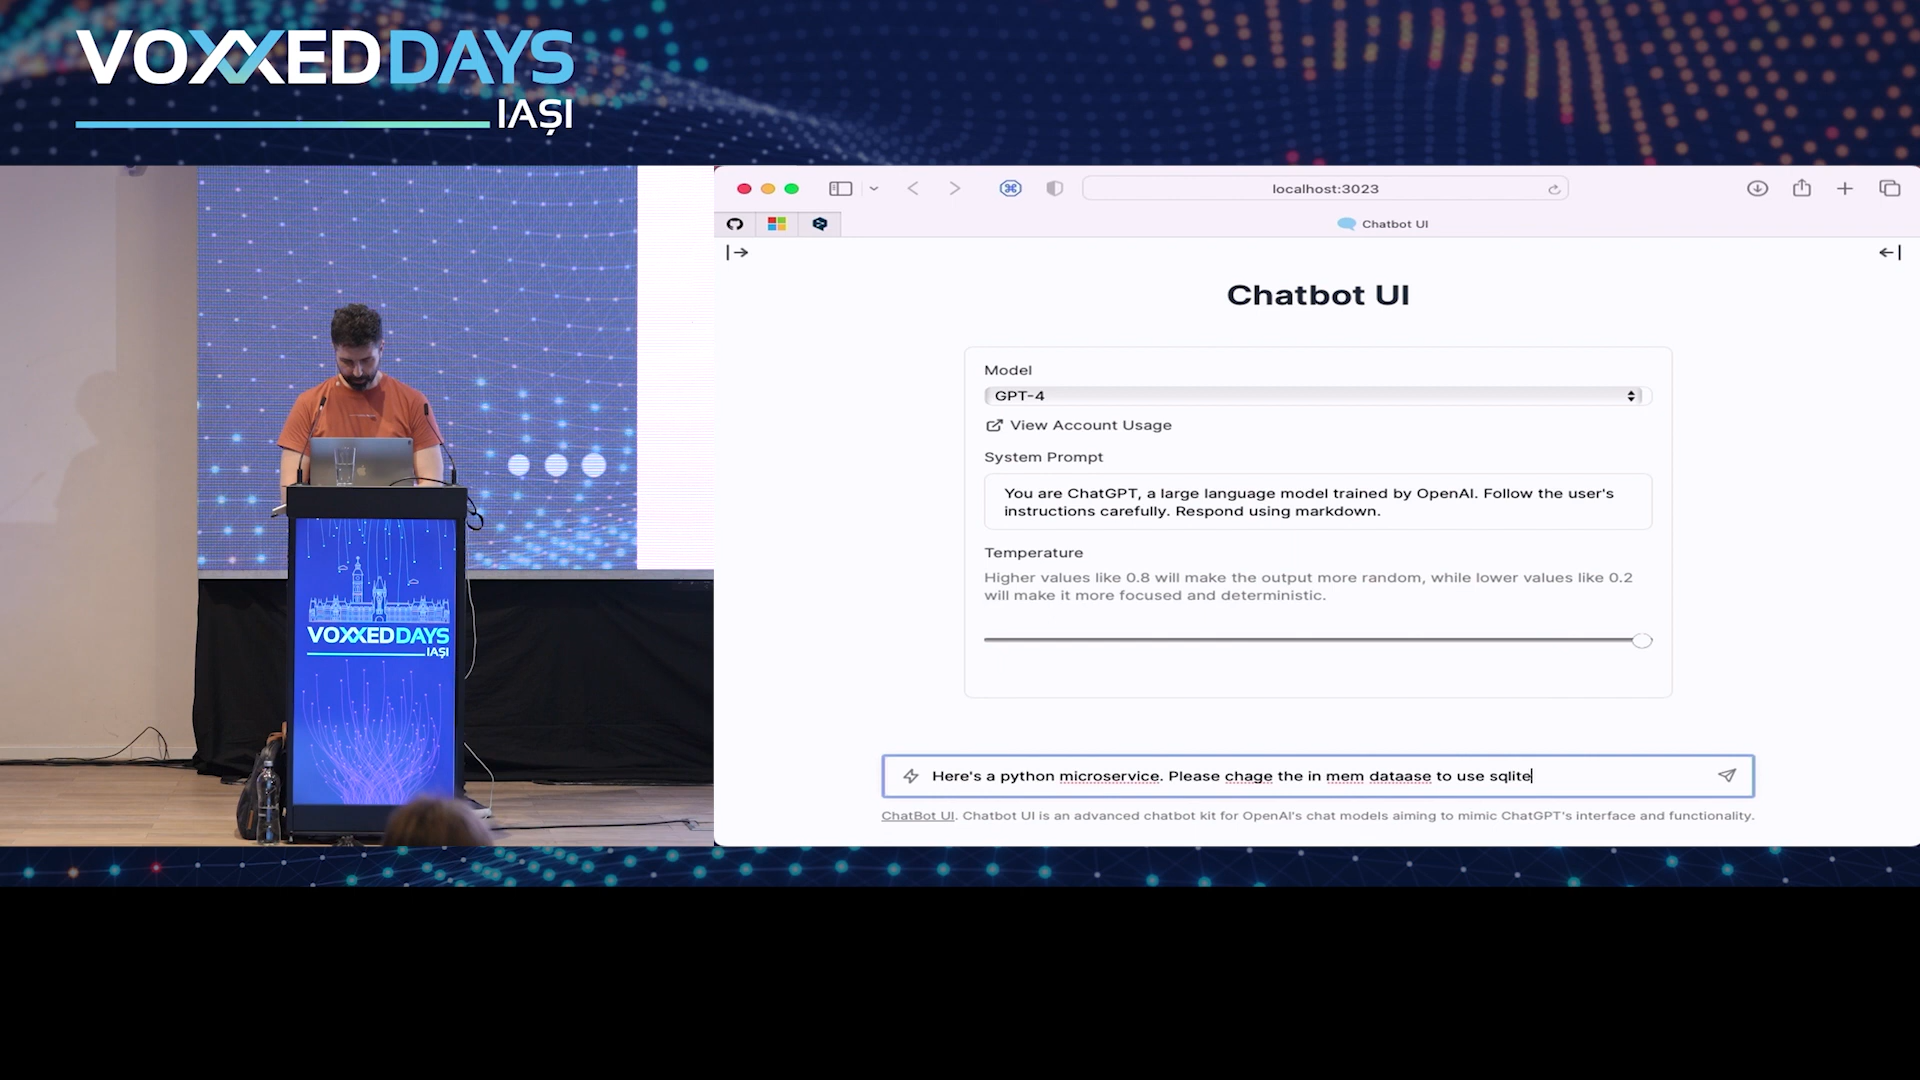 VOXXEDDAYS
IAȘI
localhost:3023
Chatbot UI
Chatbot UI
Model
GPT-4
View Account Usage
System Prompt
You are ChatGPT, a large language model trained by OpenAI. Follow the user's
instructions carefully. Respond using markdown.
Temperature
Higher values like 0.8 will make the output more random, while lower values like 0.2
will make it more focused and deterministic.
Here's a python microservice. Please chage the in mem dataase to use sqlite
ChatBot UI. Chatbot UI is an advanced chatbot kit for OpenAI's chat models aiming to mimic ChatGPT's interface and functionality.
VOXXEDDAYS
IAȘI